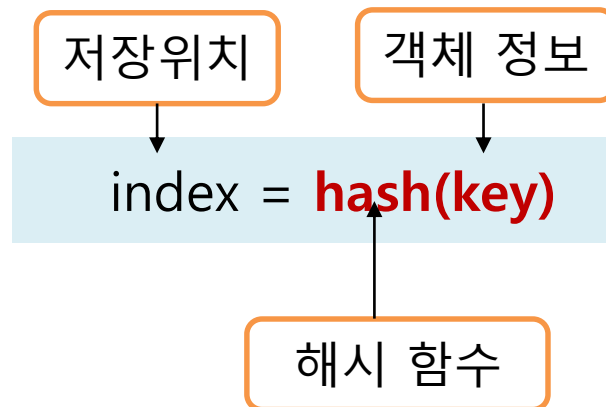 저장위치
객체 정보
index = hash(key)
해시 함수